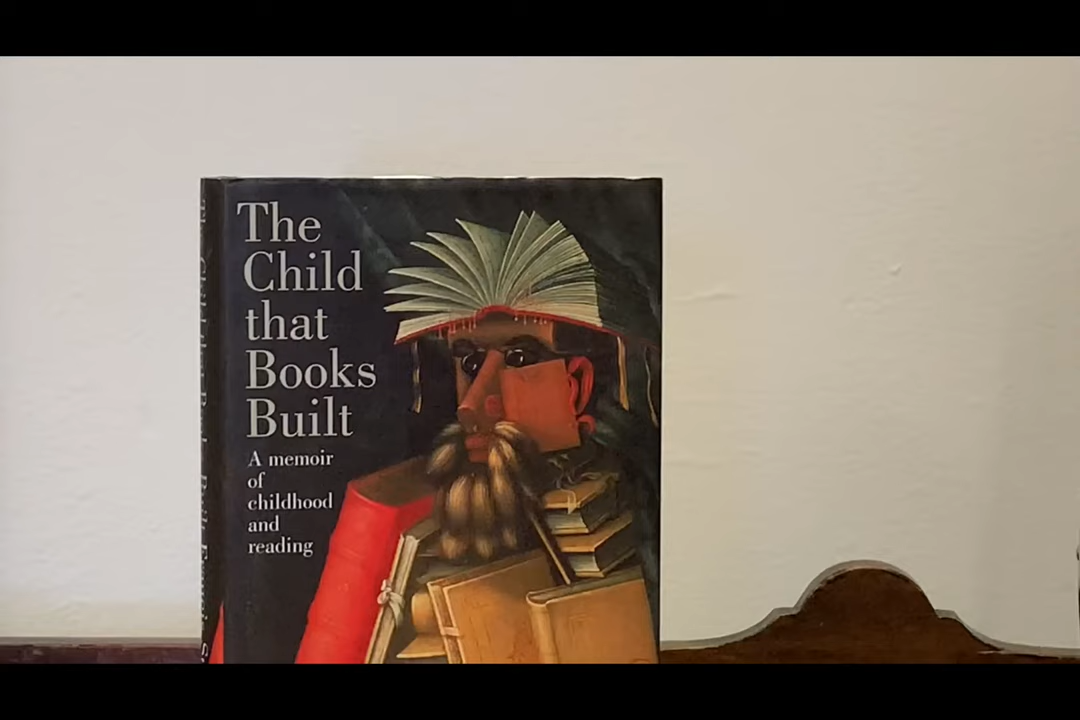 The
Child
that
Books
Built
A memoir
of
childhood
and
reading